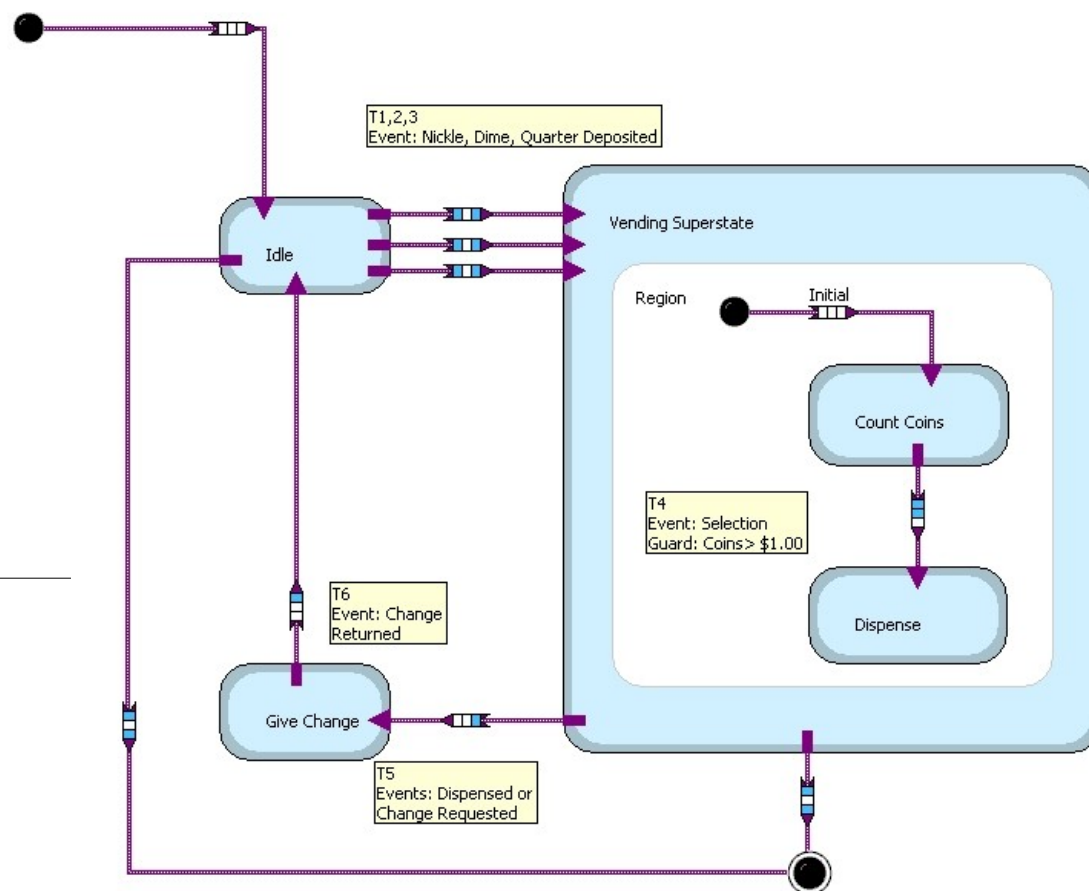 T1,2,3
Event: Nickle, Dime, Quarter Deposited
Vending Superstate
Idle
Region
Initial
Count Coins
T4
Event: Selection
Guard: Coins> $1.00
T6
Event: Change
Returned
Dispense
Give Change
T5
Events: Dispensed or
Change Requested